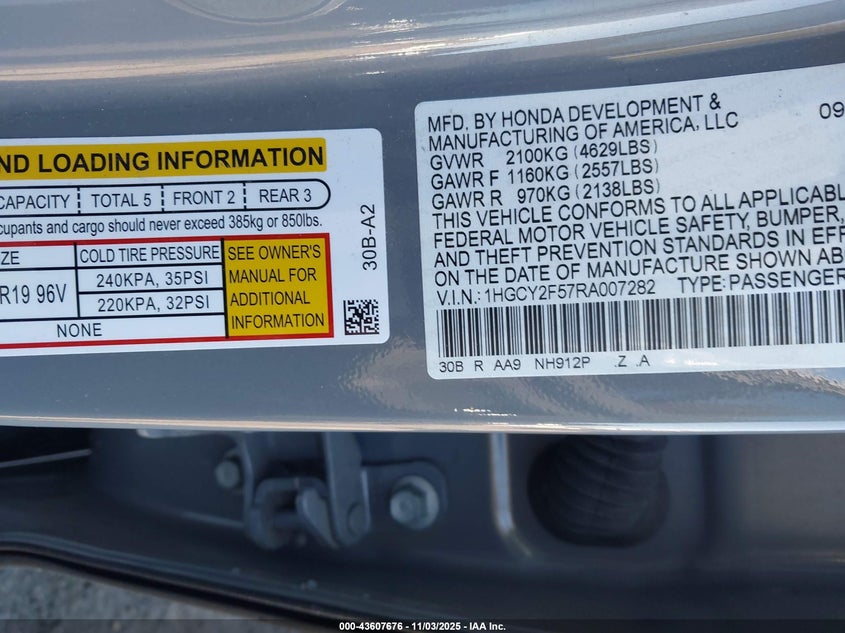 ND LOADING INFORMATION
CAPACITY TOTAL 5 FRONT 2 REAR 3
cupants and cargo should never exceed 385kg or 850lbs.
ZE COLD TIRE PRESSURE
R19 96V 240KPA, 35PSI
220KPA, 32PSI
NONE
SEE OWNER'S
MANUAL FOR
ADDITIONAL
INFORMATION
30B-A2
MFD. BY HONDA DEVELOPMENT &
MANUFACTURING OF AMERICA, LLC 09
GVWR 2100KG (4629LBS)
GAWR F 1160KG (2557LBS)
GAWR R 970KG (2138LBS)
THIS VEHICLE CONFORMS TO ALL APPLICABL
FEDERAL MOTOR VEHICLE SAFETY, BUMPER,
AND THEFT PREVENTION STANDARDS IN EFF
ON THE DATE OF MANUFACTURE SHOWN ABO
V.I.N.: 1HGCY2F57RA007282 TYPE: PASSENGER
30B R AA9 NH912P .Z .A
000-43607676 - 11/03/2025 - IAA Inc.